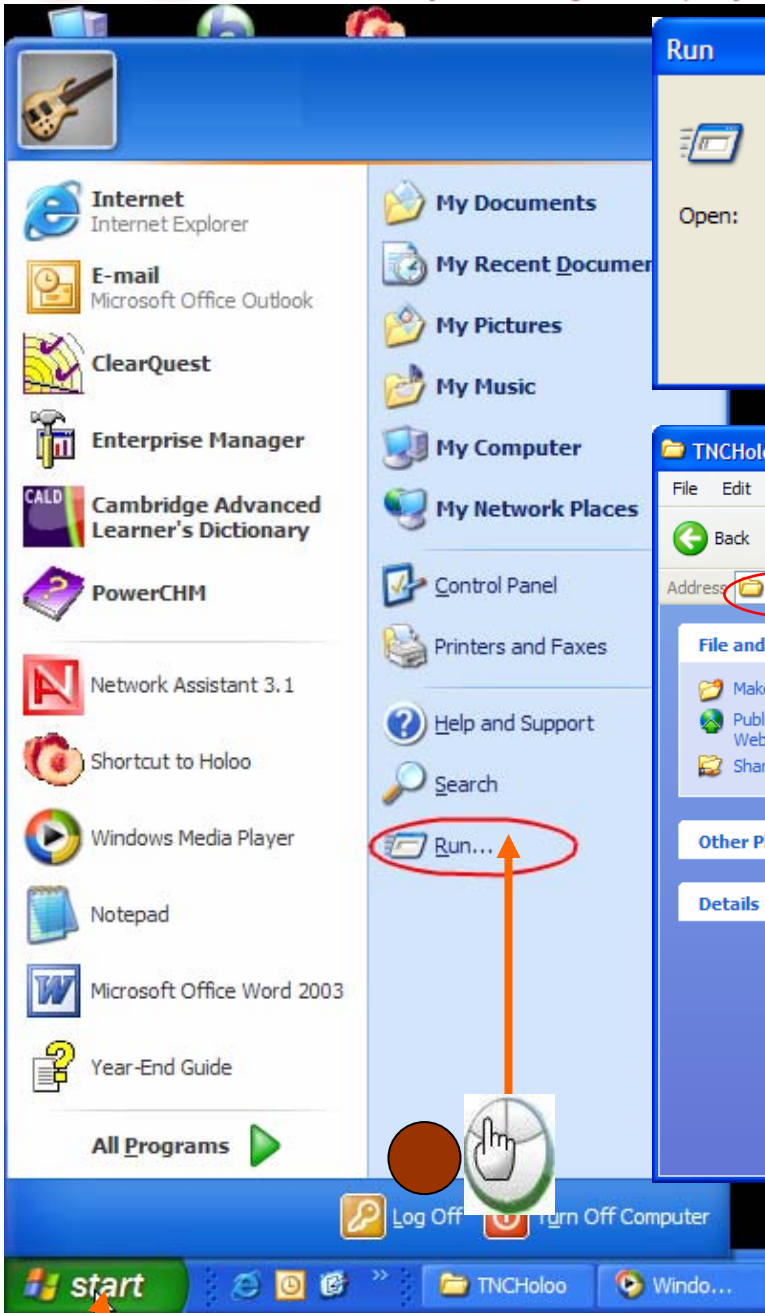 Internet
Internet Explorer
E-mail
Microsoft Office Outlook
ClearQuest
Enterprise Manager
CALD
Cambridge Advanced
Learner's Dictionary
PowerCHM
Network Assistant 3.1
Shortcut to Holoo
Windows Media Player
Notepad
Microsoft Office Word 2003
Year-End Guide
All Programs
My Documents
My Recent Documen
My Pictures
My Music
My Computer
My Network Places
Control Panel
Printers and Faxes
Help and Support
Search
Run...
Run
Open:
TNCHol
File Edit
Back
Address
File and
Make
Publ
Web
Shar
Other P
Details
Log Off
Turn Off Computer
start
TNCHoloo
Windo...